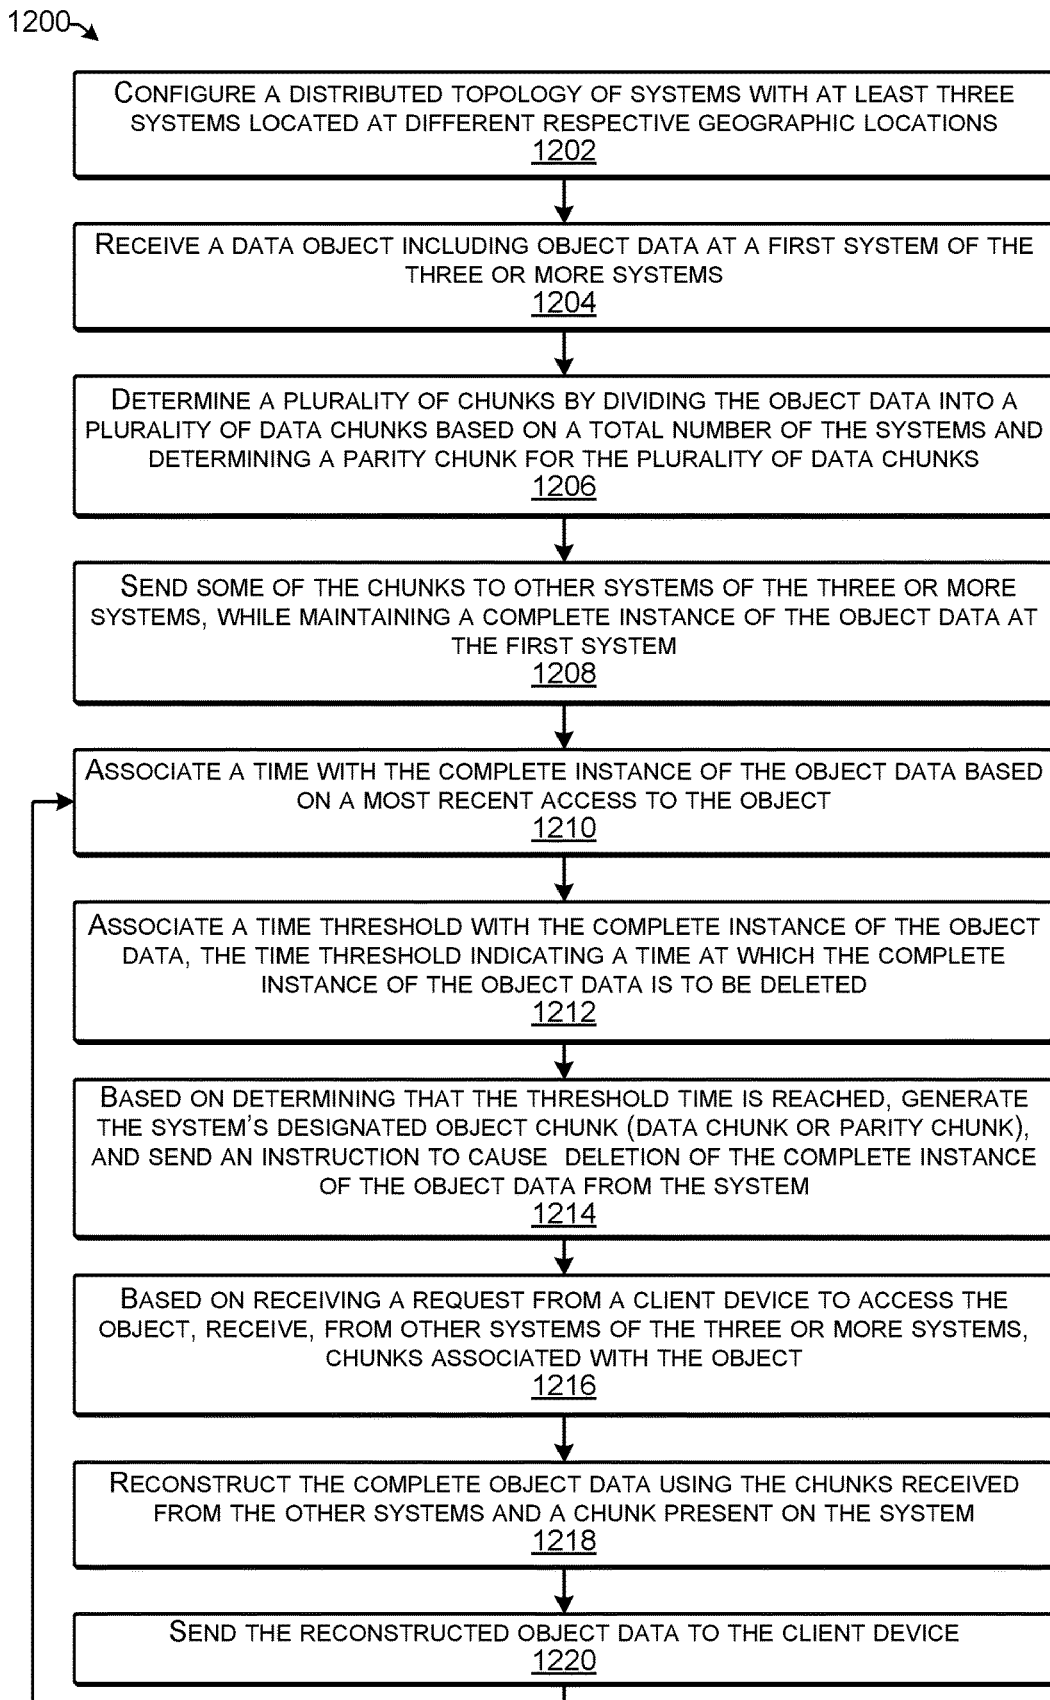 1200
CONFIGURE A DISTRIBUTED TOPOLOGY OF SYSTEMS WITH AT LEAST THREE
SYSTEMS LOCATED AT DIFFERENT RESPECTIVE GEOGRAPHIC LOCATIONS
1202
RECEIVE A DATA OBJECT INCLUDING OBJECT DATA AT A FIRST SYSTEM OF THE
THREE OR MORE SYSTEMS
1204
DETERMINE A PLURALITY OF CHUNKS BY DIVIDING THE OBJECT DATA INTO A
PLURALITY OF DATA CHUNKS BASED ON A TOTAL NUMBER OF THE SYSTEMS AND
DETERMINING A PARITY CHUNK FOR THE PLURALITY OF DATA CHUNKS
1206
SEND SOME OF THE CHUNKS TO OTHER SYSTEMS OF THE THREE OR MORE
SYSTEMS, WHILE MAINTAINING A COMPLETE INSTANCE OF THE OBJECT DATA AT
THE FIRST SYSTEM
1208
ASSOCIATE A TIME WITH THE COMPLETE INSTANCE OF THE OBJECT DATA BASED
ON A MOST RECENT ACCESS TO THE OBJECT
1210
ASSOCIATE A TIME THRESHOLD WITH THE COMPLETE INSTANCE OF THE OBJECT
DATA, THE TIME THRESHOLD INDICATING A TIME AT WHICH THE COMPLETE
INSTANCE OF THE OBJECT DATA IS TO BE DELETED
1212
BASED ON DETERMINING THAT THE THRESHOLD TIME IS REACHED, GENERATE
THE SYSTEM'S DESIGNATED OBJECT CHUNK (DATA CHUNK OR PARITY CHUNK),
AND SEND AN INSTRUCTION TO CAUSE DELETION OF THE COMPLETE INSTANCE
OF THE OBJECT DATA FROM THE SYSTEM
1214
BASED ON RECEIVING A REQUEST FROM A CLIENT DEVICE TO ACCESS THE
OBJECT, RECEIVE, FROM OTHER SYSTEMS OF THE THREE OR MORE SYSTEMS,
CHUNKS ASSOCIATED WITH THE OBJECT
1216
RECONSTRUCT THE COMPLETE OBJECT DATA USING THE CHUNKS RECEIVED
FROM THE OTHER SYSTEMS AND A CHUNK PRESENT ON THE SYSTEM
1218
SEND THE RECONSTRUCTED OBJECT DATA TO THE CLIENT DEVICE
1220